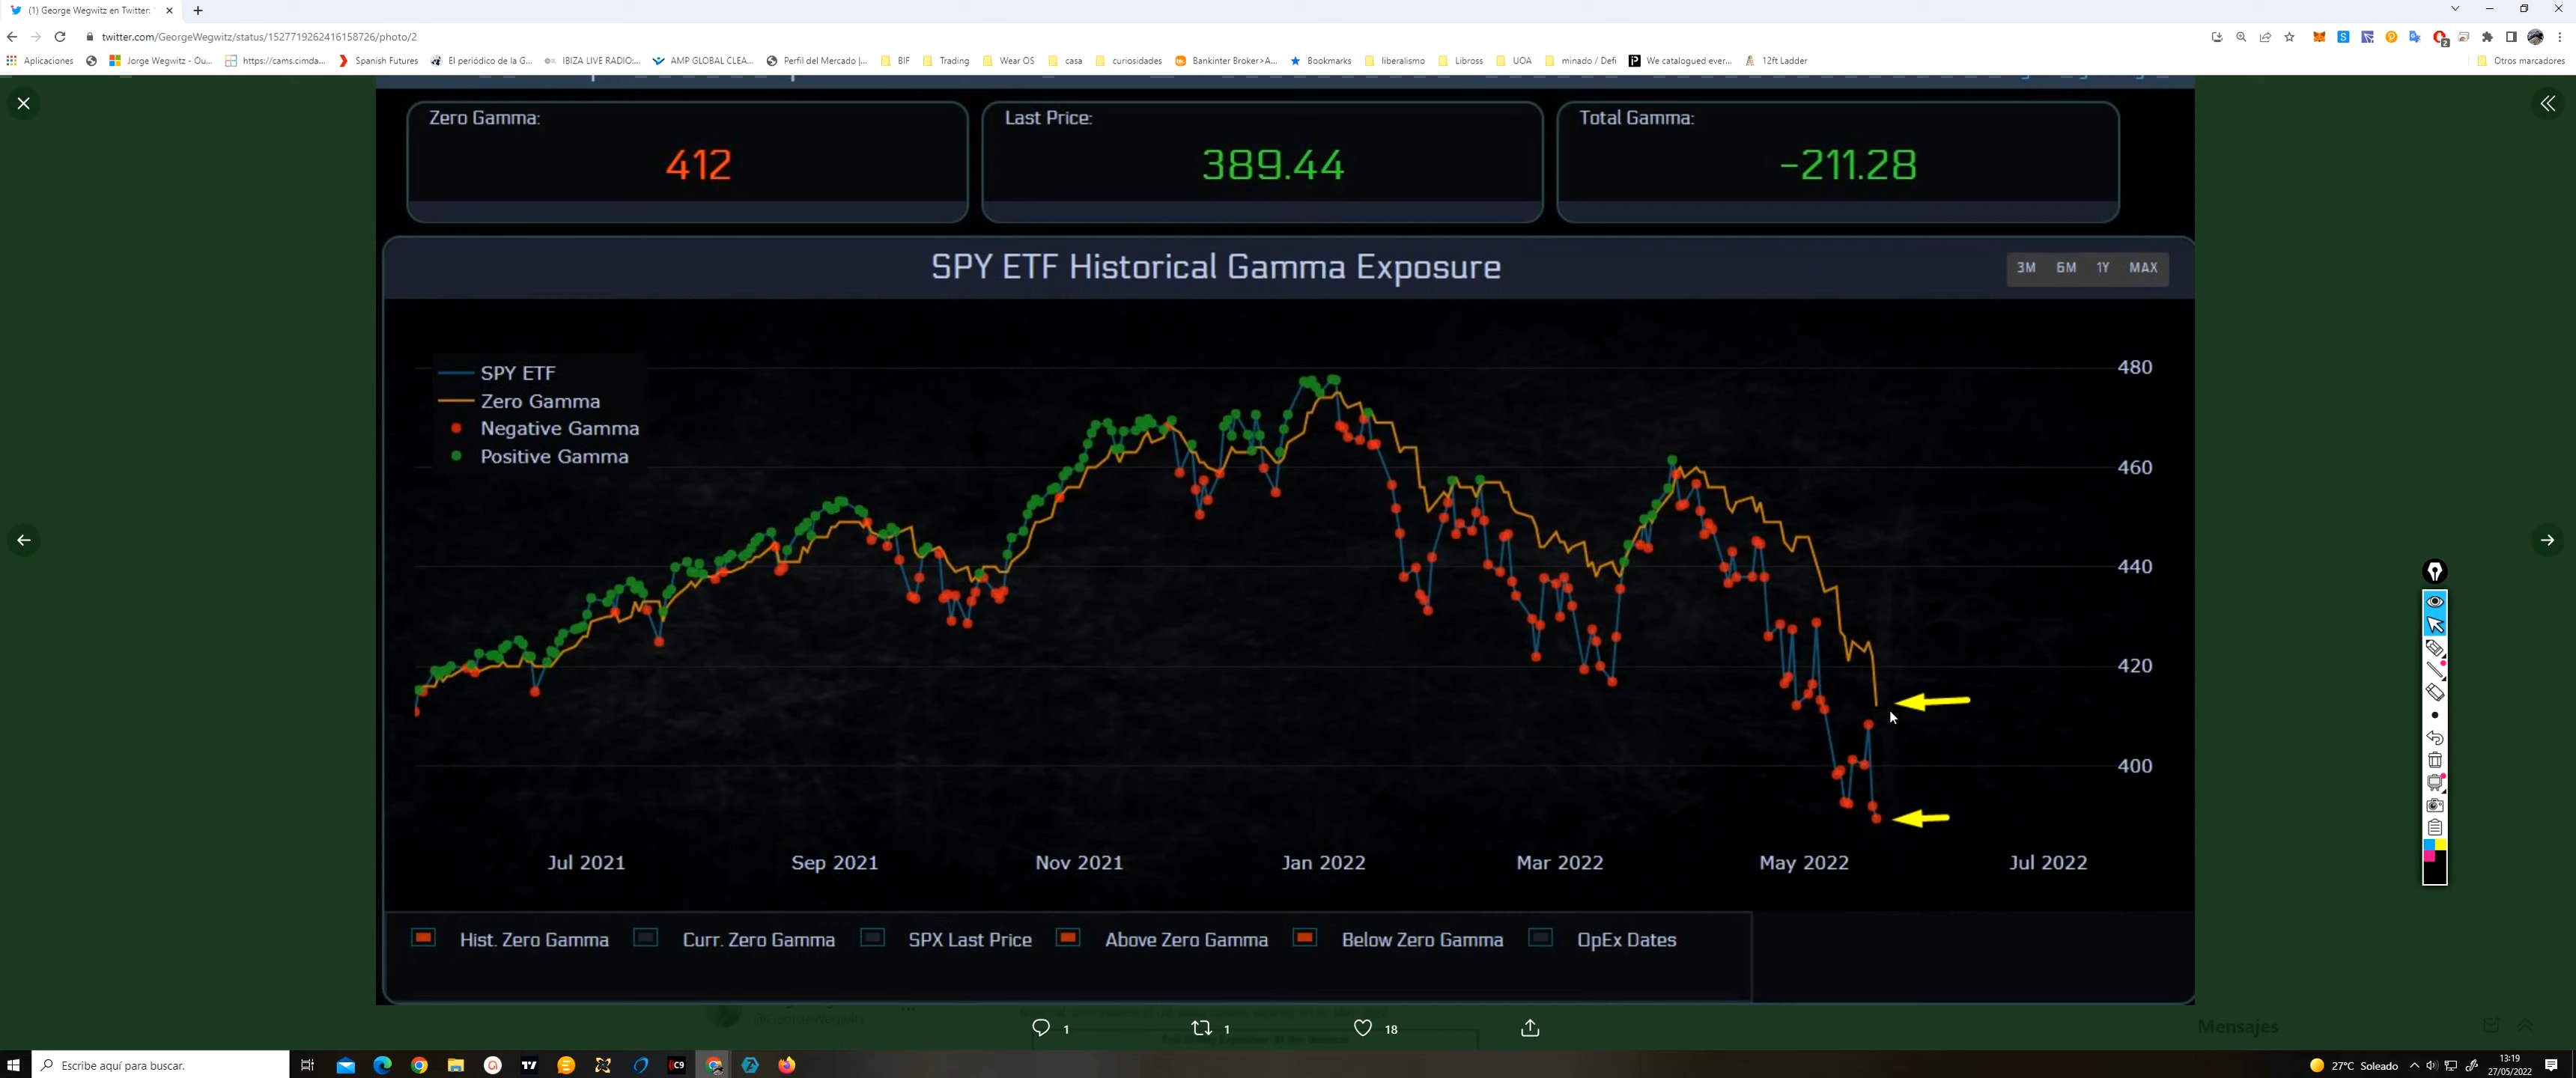 (1) George Wegwitz en Twitter:
twitter.com/GeorgeWegwitz/status/1527719262416158726/photo/2
Aplicaciones Jorge Wegwitz - Ou... https://cams.cimda... Spanish Futures El periódico de la G... IBIZA LIVE RADIO:... AMP GLOBAL CLEA... Perfil del Mercado |... BIF Trading Wear OS casa curiosidades Bankinter Broker>A... Bookmarks liberalismo Libross UOA minado / Defi We catalogued ever... 12ft Ladder Otros marcadores
Zero Gamma: Last Price: Total Gamma:
412 389.44 -211.28
SPY ETF Historical Gamma Exposure
3M 6M 1Y MAX
SPY ETF
Zero Gamma
Negative Gamma
Positive Gamma
480
460
440
420
400
Jul 2021 Sep 2021 Nov 2021 Jan 2022 Mar 2022 May 2022 Jul 2022
Hist. Zero Gamma Curr. Zero Gamma SPX Last Price Above Zero Gamma Below Zero Gamma OpEx Dates
1 1 18
Mensajes
Escribe aquí para buscar.
C9
27°C Soleado
13:19
27/05/2022